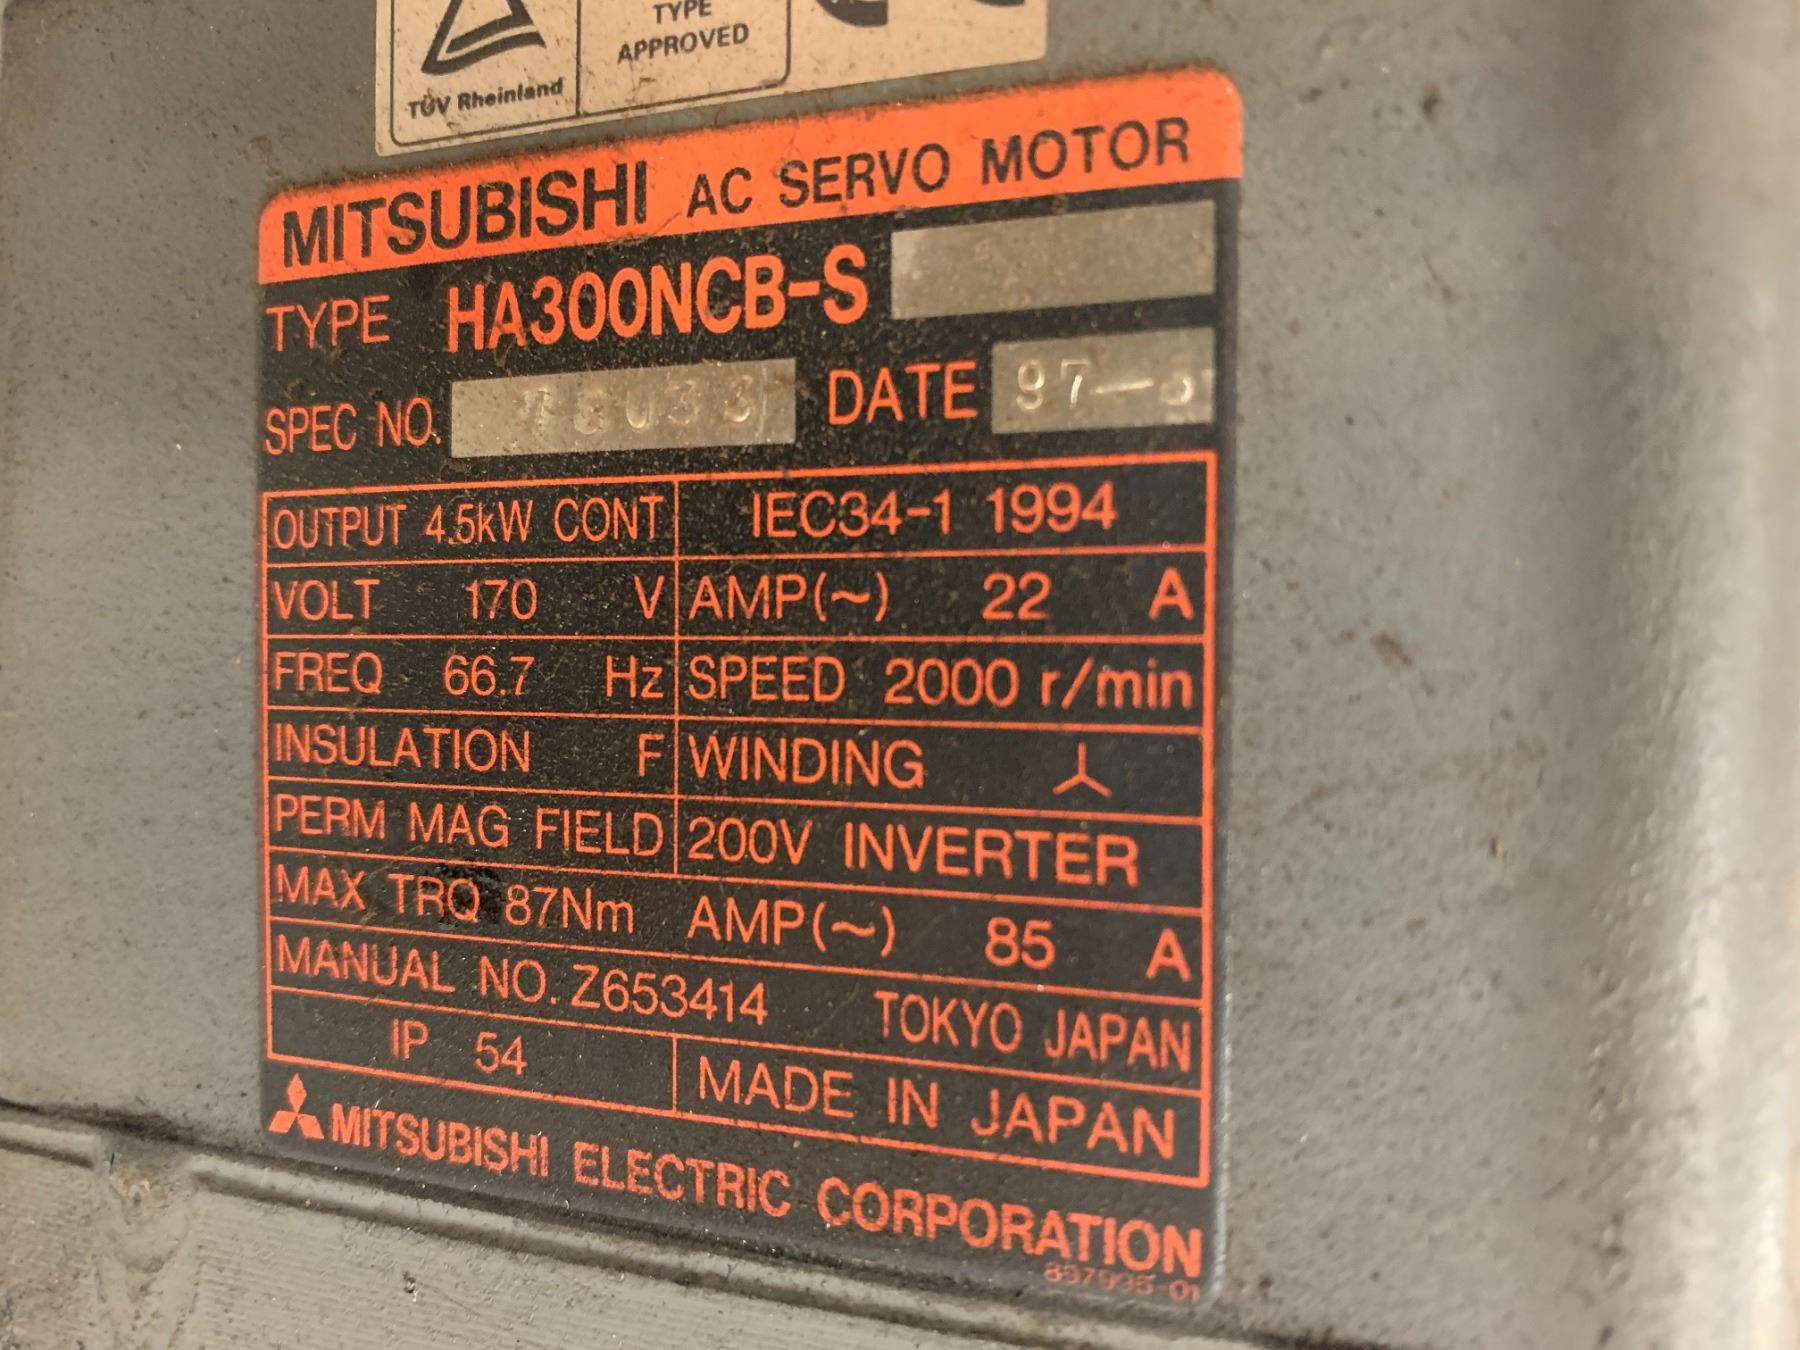 TYPE
APPROVED
TÜV Rheinland
MITSUBISHI AC SERVO MOTOR
TYPE HA300NCB-S
SPEC NO. DATE 97-5
OUTPUT 4.5kW CONT IEC34-1 1994
VOLT 170 V AMP(~) 22 A
FREQ 66.7 Hz SPEED 2000 r/min
INSULATION F WINDING
PERM MAG FIELD 200V INVERTER
MAX TRQ 87Nm AMP(~) 85 A
MANUAL NO. Z653414 TOKYO JAPAN
IP 54 MADE IN JAPAN
MITSUBISHI ELECTRIC CORPORATION